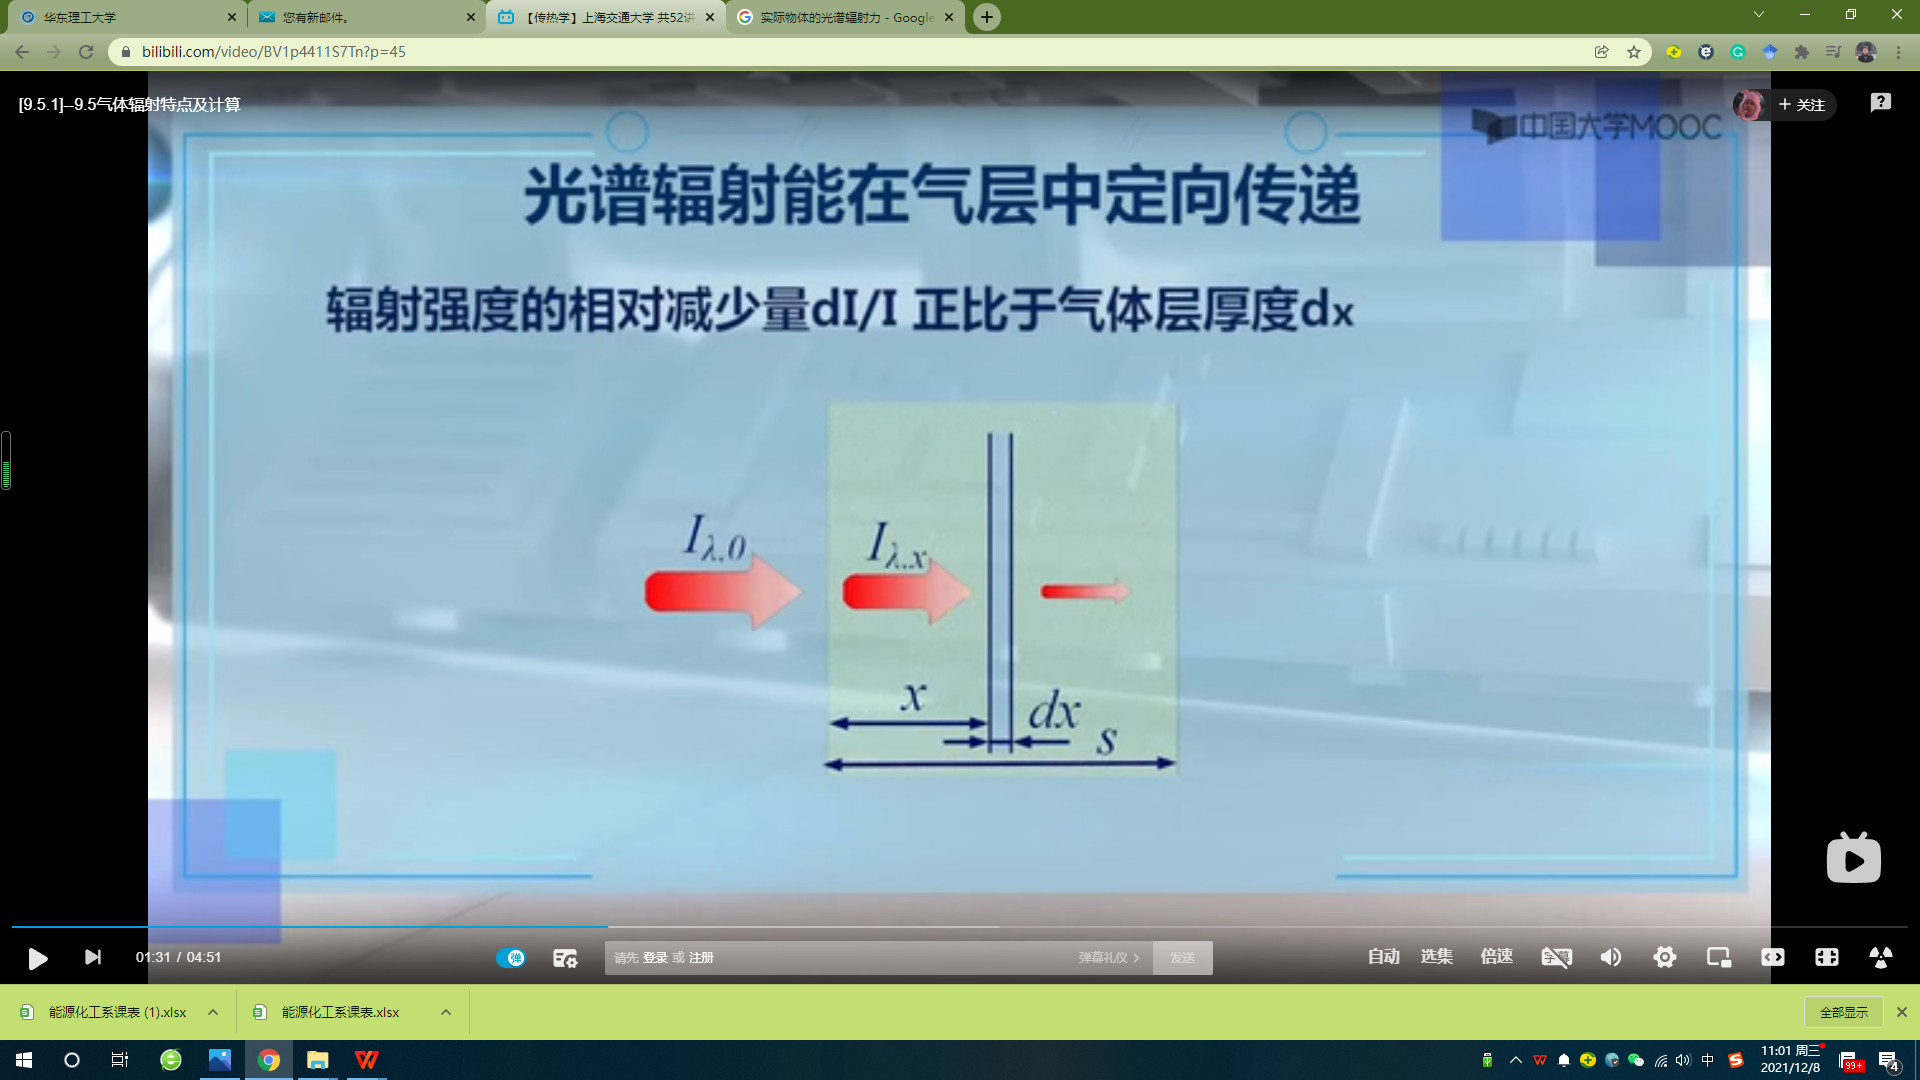 华东理工大学
您有新邮件。
【传热学】上海交通大学 共52讲
实际物体的光谱辐射力 - Google
bilibili.com/video/BV1p4411S7Tn?p=45
[9.5.1]--9.5气体辐射特点及计算
+ 关注
中国大学MOOC
光谱辐射能在气层中定向传递
辐射强度的相对减少量dI/I 正比于气体层厚度dx
Iλ,0
Iλ,x
x
dx
s
01:31 / 04:51
弹
请先 登录 或 注册
弹幕礼仪 >
发送
自动
选集
倍速
字幕
能源化工系课表 (1).xlsx
能源化工系课表.xlsx
全部显示
中
11:01 周三
2021/12/8
99+
4